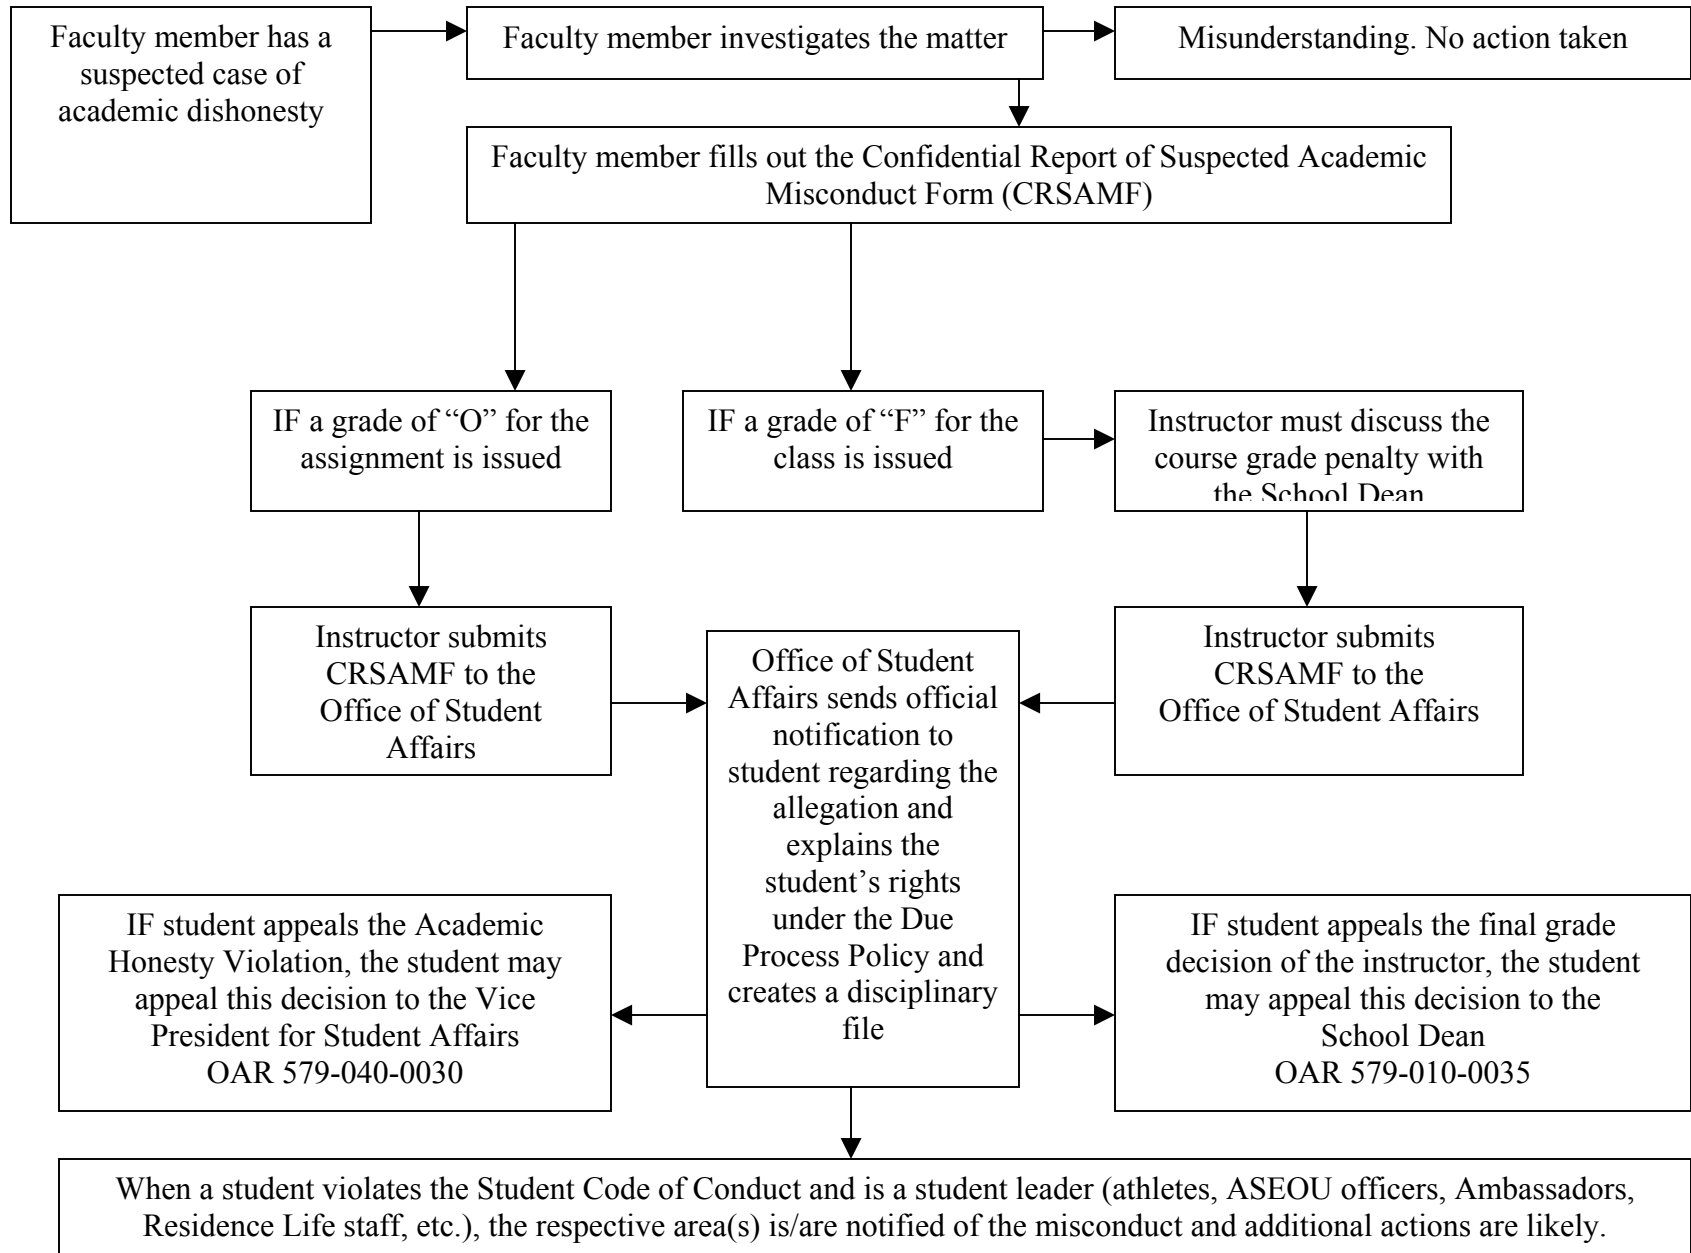 Faculty member has a
suspected case of
academic dishonesty
Faculty member investigates the matter
Misunderstanding. No action taken
Faculty member fills out the Confidential Report of Suspected Academic
Misconduct Form (CRSAMF)
IF a grade of “O” for the
assignment is issued
IF a grade of “F” for the
class is issued
Instructor must discuss the
course grade penalty with
the School Dean
Instructor submits
CRSAMF to the
Office of Student
Affairs
Office of Student
Affairs sends official
notification to
student regarding the
allegation and
explains the
student’s rights
under the Due
Process Policy and
creates a disciplinary
file
Instructor submits
CRSAMF to the
Office of Student Affairs
IF student appeals the Academic
Honesty Violation, the student may
appeal this decision to the Vice
President for Student Affairs
OAR 579-040-0030
IF student appeals the final grade
decision of the instructor, the student
may appeal this decision to the
School Dean
OAR 579-010-0035
When a student violates the Student Code of Conduct and is a student leader (athletes, ASEOU officers, Ambassadors,
Residence Life staff, etc.), the respective area(s) is/are notified of the misconduct and additional actions are likely.